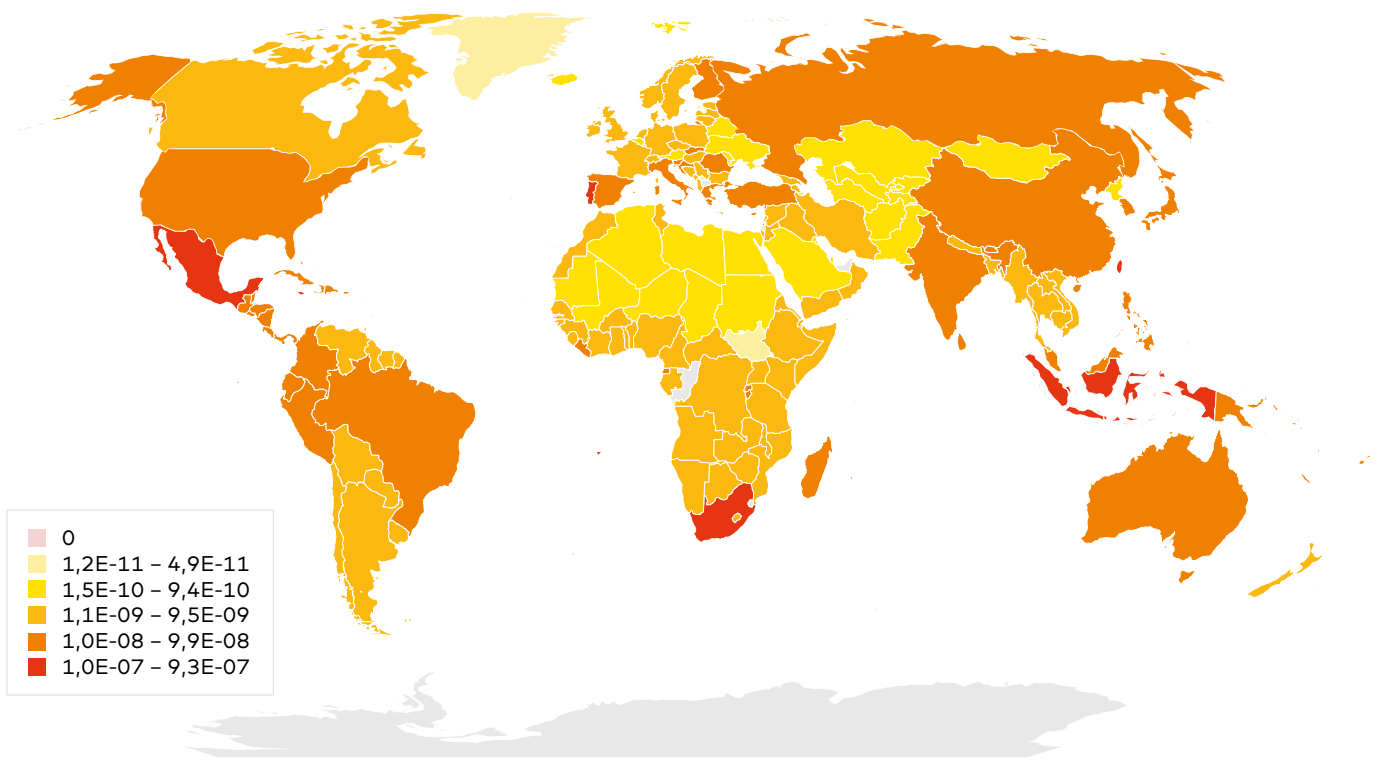 0
1,2E-11 – 4,9E-11
1,5E-10 – 9,4E-10
1,1E-09 – 9,5E-09
1,0E-08 – 9,9E-08
1,0E-07 – 9,3E-07